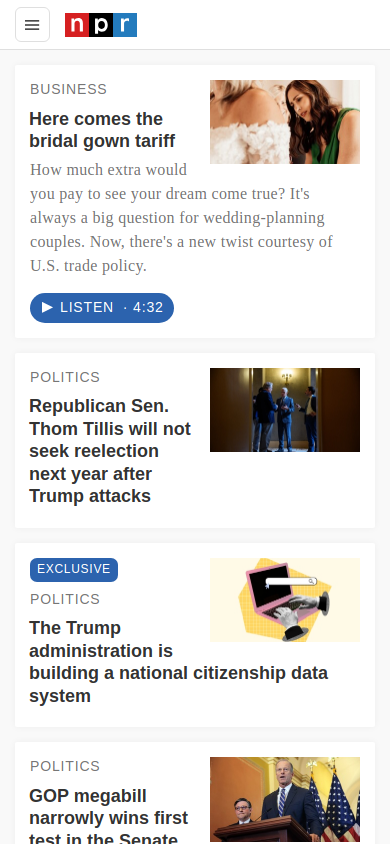 npr
BUSINESS
Here comes the
bridal gown tariff
How much extra would
you pay to see your dream come true? It's
always a big question for wedding-planning
couples. Now, there's a new twist courtesy of
U.S. trade policy.
LISTEN · 4:32
POLITICS
Republican Sen.
Thom Tillis will not
seek reelection
next year after
Trump attacks
EXCLUSIVE
POLITICS
The Trump
administration is
building a national citizenship data
system
POLITICS
GOP megabill
narrowly wins first
test in the Senate